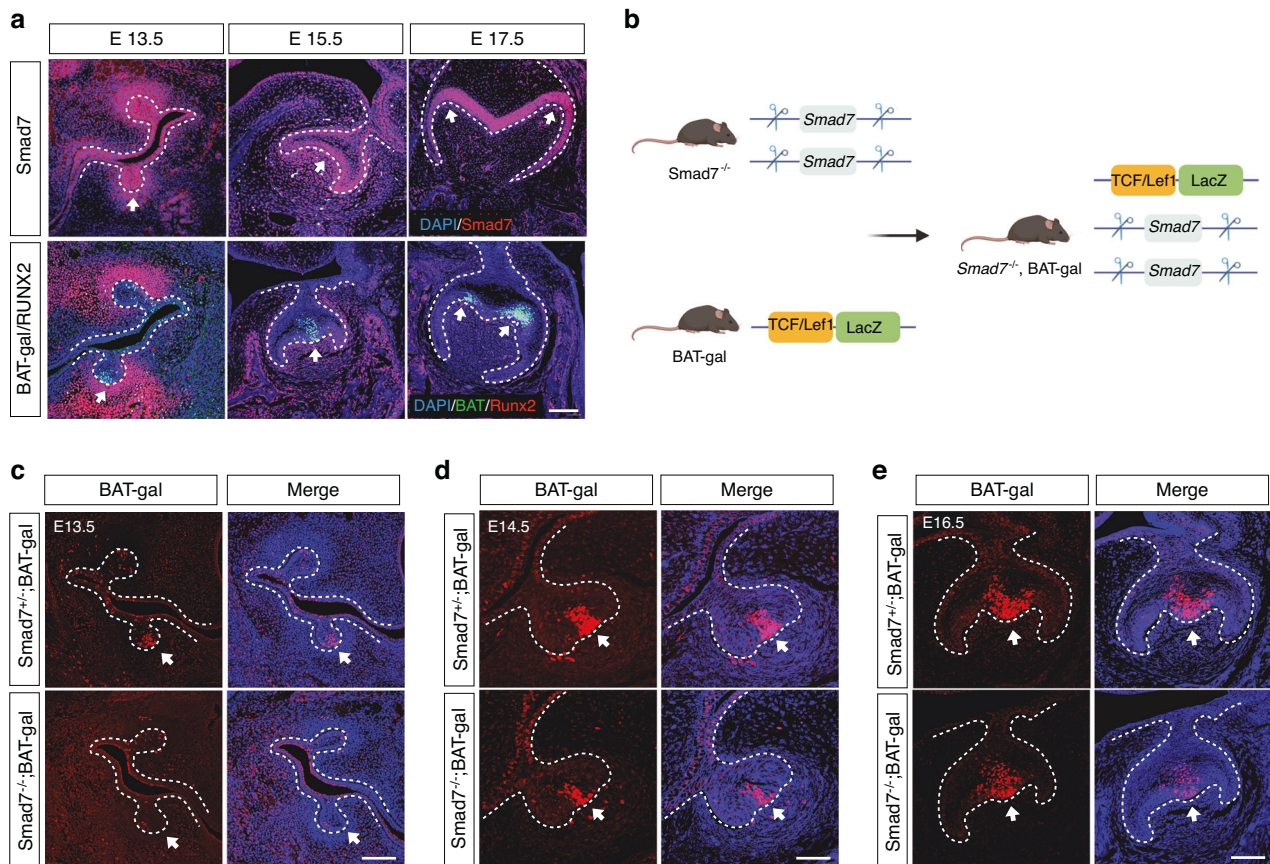 a
E 13.5
E 15.5
E 17.5
Smad7
DAPI/Smad7
BAT-gal/RUNX2
DAPI/BAT/Runx2
b
Smad7
Smad7
Smad7-/-
BAT-gal
TCF/Lef1
LacZ
TCF/Lef1
LacZ
Smad7
Smad7
Smad7-/-, BAT-gal
c
BAT-gal
Merge
Smad7+/-;BAT-gal
E13.5
Smad7-/-;BAT-gal
d
BAT-gal
Merge
Smad7+/-;BAT-gal
E14.5
Smad7-/-;BAT-gal
e
BAT-gal
Merge
Smad7+/-;BAT-gal
E16.5
Smad7-/-;BAT-gal